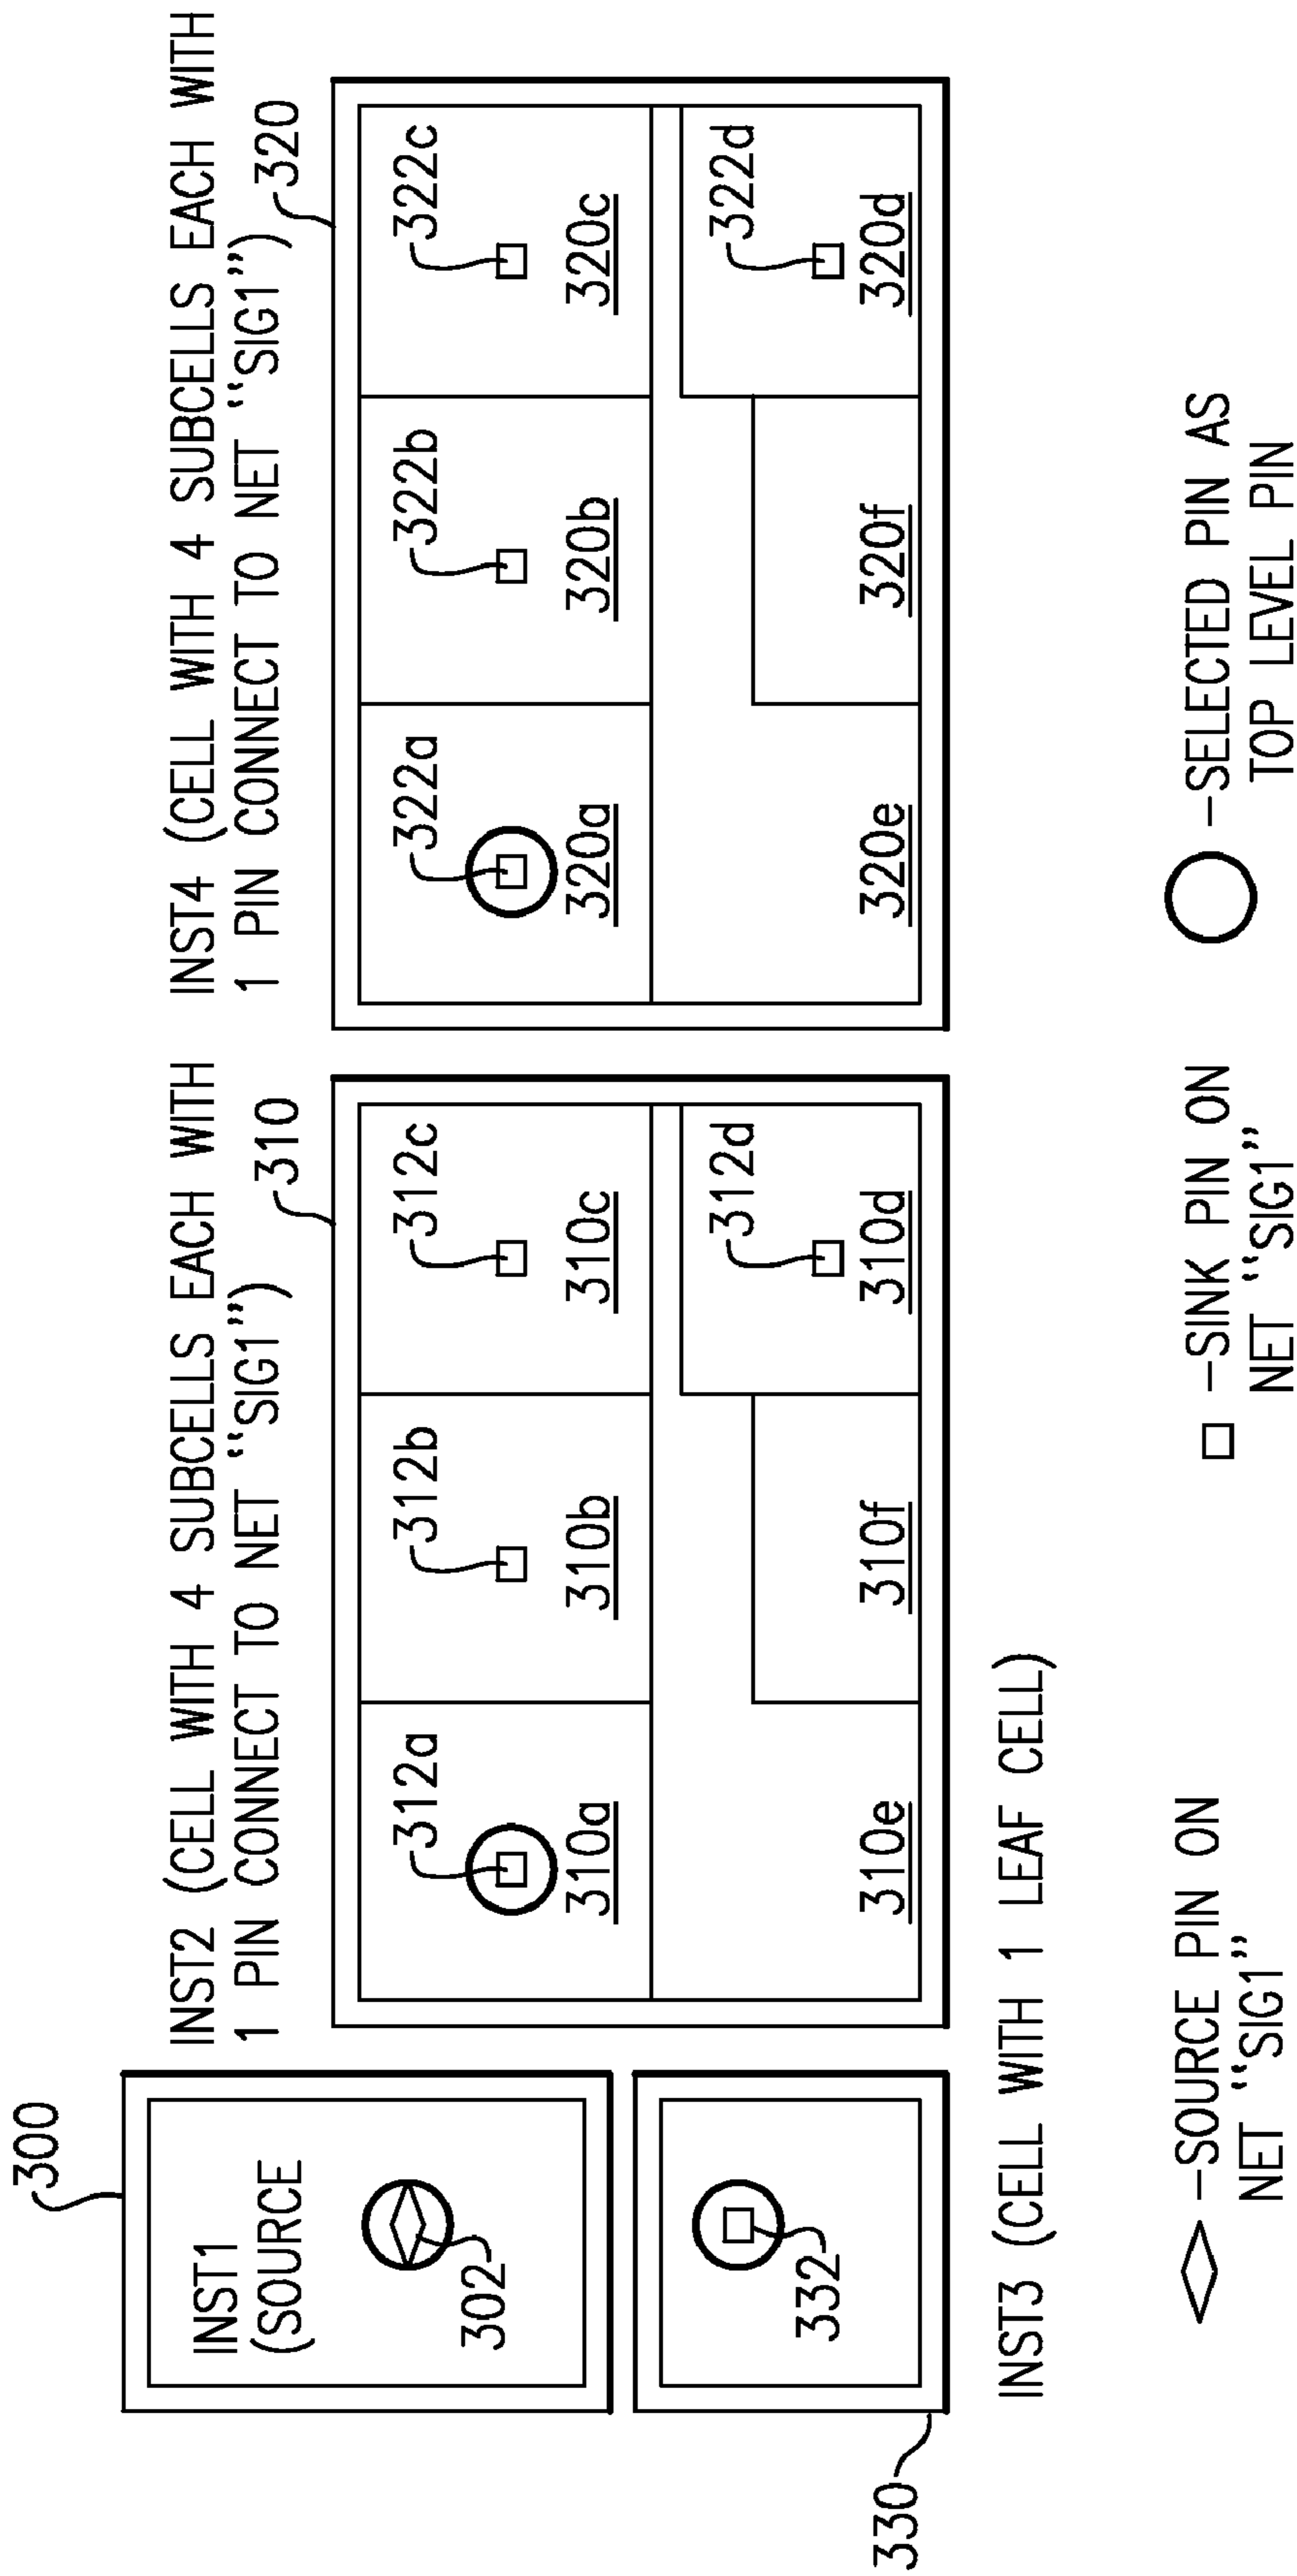 300
INST1
(SOURCE
302
332
330
INST3 (CELL WITH 1 LEAF CELL)
INST2 (CELL WITH 4 SUBCELLS EACH WITH
1 PIN CONNECT TO NET “SIG1”)
310
312a
312b
312c
310a
310b
310c
312d
310e
310f
310d
INST4 (CELL WITH 4 SUBCELLS EACH WITH
1 PIN CONNECT TO NET “SIG1”)
320
322a
322b
322c
320a
320b
320c
322d
320e
320f
320d
–SOURCE PIN ON
NET “SIG1”
–SINK PIN ON
NET “SIG1”
–SELECTED PIN AS
TOP LEVEL PIN